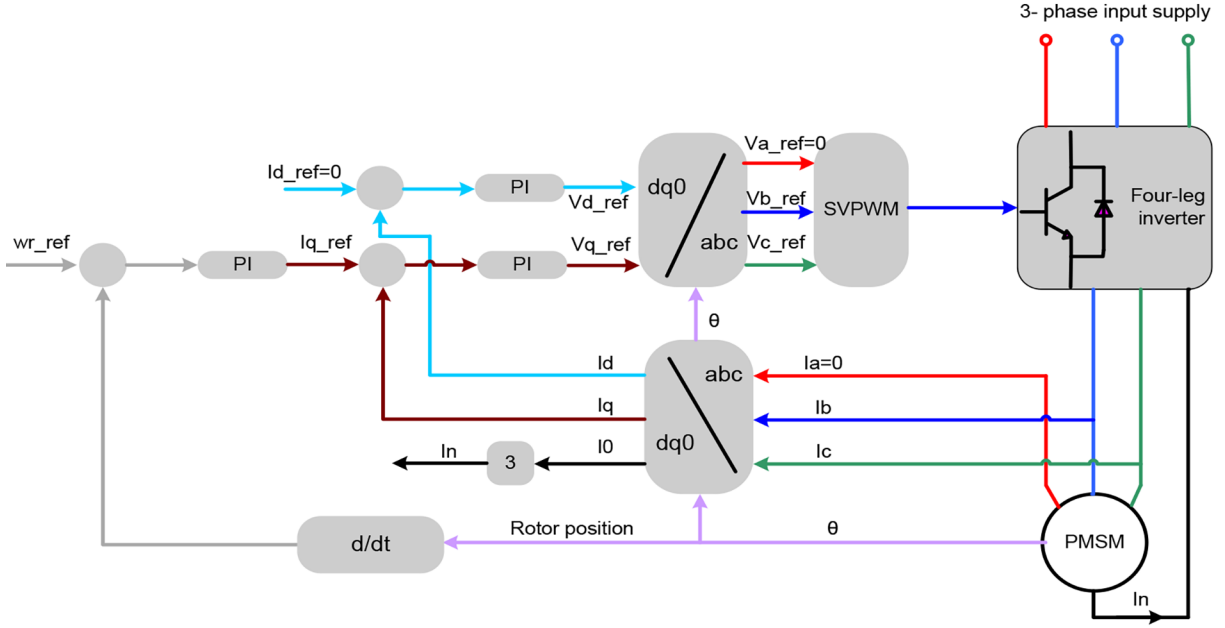 3- phase input supply
Va_ref=0
Id_ref=0
PI
Vd_ref
dq0
abc
Vb_ref
SVPWM
Four-leg
inverter
wr_ref
PI
Iq_ref
PI
Vq_ref
Vc_ref
θ
Id
abc
Ia=0
Iq
dq0
Ib
In
3
I0
Ic
d/dt
Rotor position
θ
PMSM
In